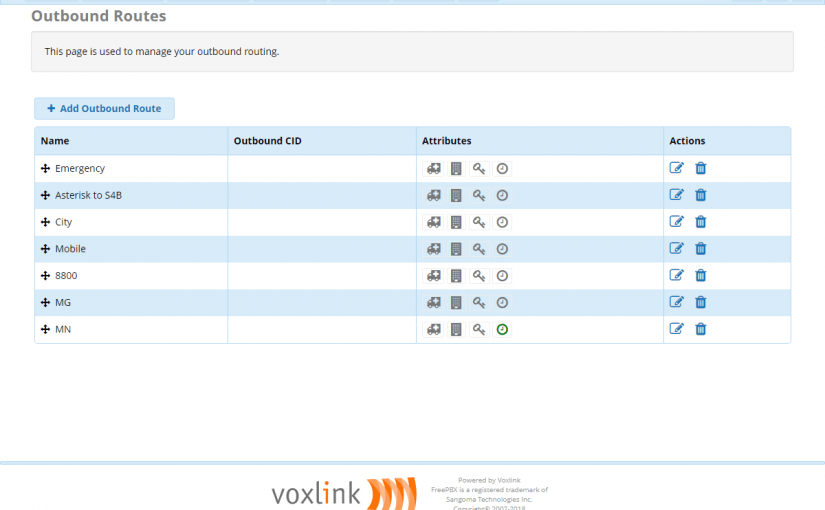 Outbound Routes
This page is used to manage your outbound routing.
Add Outbound Route
Name Outbound CID Attributes Actions
Emergency
Asterisk to S4B
City
Mobile
8800
MG
MN
voxlink
Powered by Voxlink
FreePBX is a registered trademark of
Sangoma Technologies Inc.
Copyright© 2007-2018